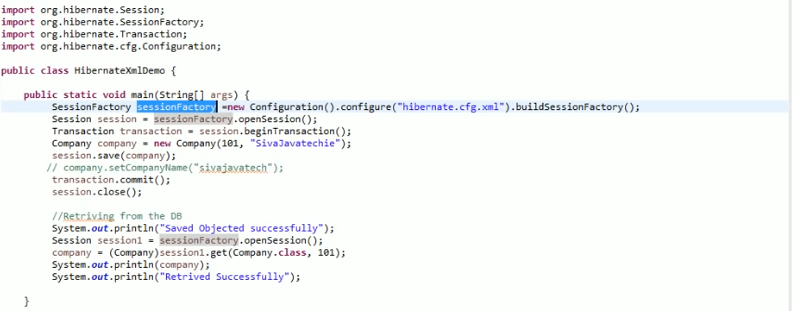 import org.hibernate.Session;
import org.hibernate.SessionFactory;
import org.hibernate.Transaction;
import org.hibernate.cfg.Configuration;
public class HibernateXmlDemo {
public static void main(String[] args) {
SessionFactory sessionFactory =new Configuration().configure("hibernate.cfg.xml").buildSessionFactory();
Session session = sessionFactory.openSession();
Transaction transaction = session.beginTransaction();
Company company = new Company(101, "SivaJavatechie");
session.save(company);
// company.setCompanyName("sivajavatech");
transaction.commit();
session.close();
//Retriving from the DB
System.out.println("Saved Objected successfully");
Session session1 = sessionFactory.openSession();
company = (Company)session1.get(Company.class, 101);
System.out.println(company);
System.out.println("Retrived Successfully");
}